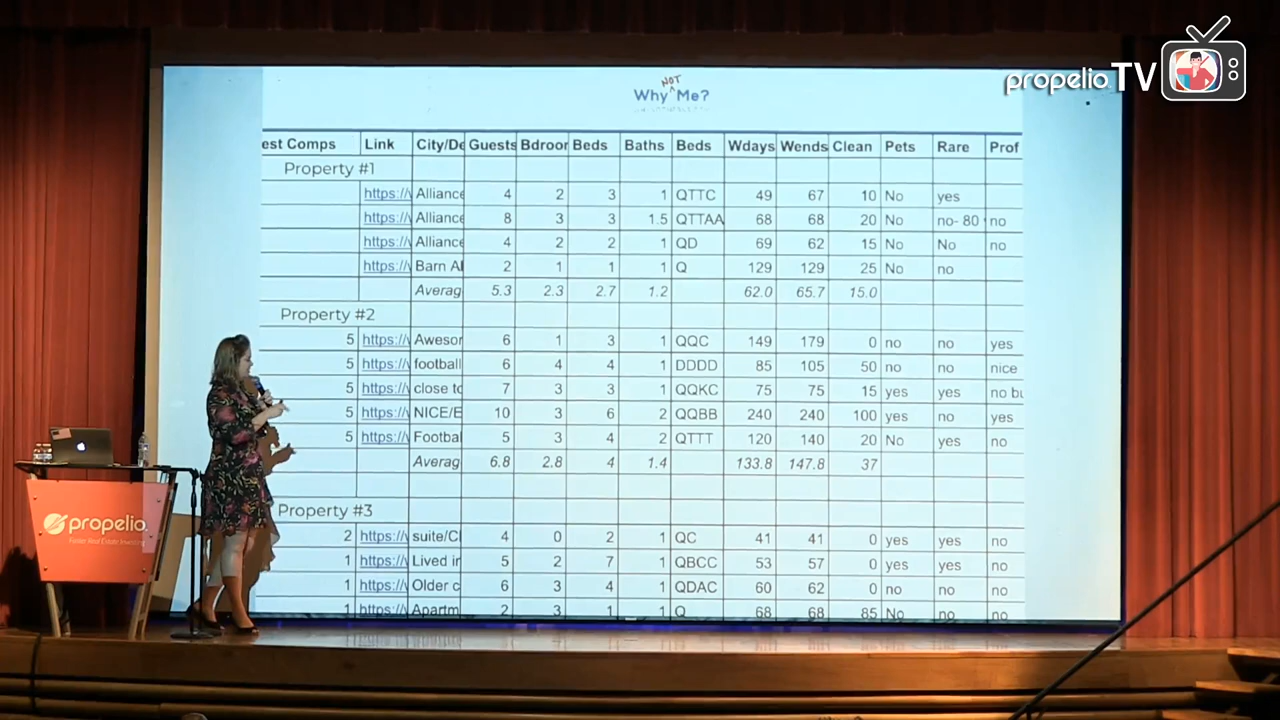 propelio.TV
NOT
Why ^ Me?
est Comps Link City/De Guests Bdroor Beds Baths Beds Wdays Wends Clean Pets Rare Prof
Property #1
https:// Alliance 4 2 3 1 QTTC 49 67 10 No yes
https:// Alliance 8 3 3 1.5 QTTAA 68 68 20 No no- 80 no
https:// Alliance 4 2 2 1 QD 69 62 15 No No no
https:// Barn Al 2 1 1 1 Q 129 129 25 No no
Averag 5.3 2.3 2.7 1.2 62.0 65.7 15.0
Property #2
5 https:// Awesor 6 1 3 1 QQC 149 179 0 no no yes
5 https:// football 6 4 4 1 DDDD 85 105 50 no no nice
5 https:// close to 7 3 3 1 QQKC 75 75 15 yes yes no bu
5 https:// NICE/E 10 3 6 2 QQBB 240 240 100 yes no yes
5 https:// Footbal 5 3 4 2 QTTT 120 140 20 No yes no
Averag 6.8 2.8 4 1.4 133.8 147.8 37
Property #3
2 https:// suite/Cl 4 0 2 1 QC 41 41 0 yes yes no
1 https:// Lived in 5 2 7 1 QBCC 53 57 0 yes yes no
1 https:// Older c 6 3 4 1 QDAC 60 62 0 no no no
1 https:// Apartm 2 3 1 1 Q 68 68 85 No no no
propelio.